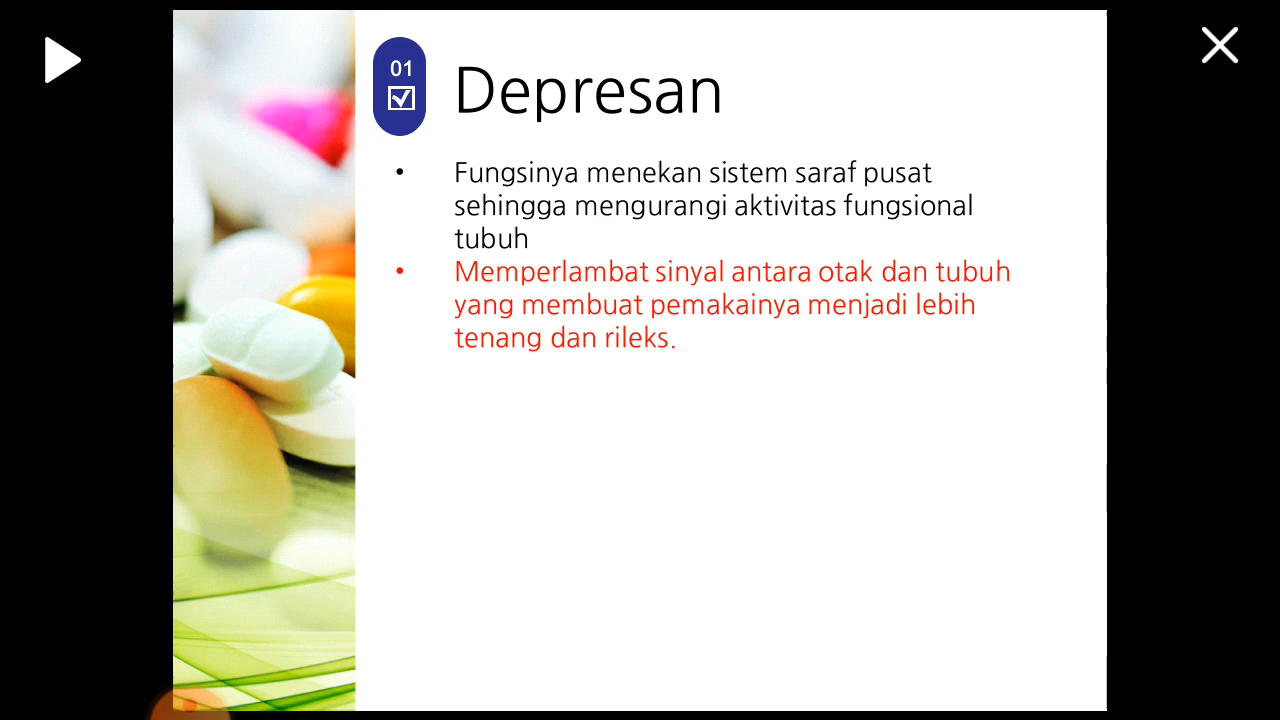 01
Depresan
• Fungsinya menekan sistem saraf pusat
sehingga mengurangi aktivitas fungsional
tubuh
• Memperlambat sinyal antara otak dan tubuh
yang membuat pemakainya menjadi lebih
tenang dan rileks.